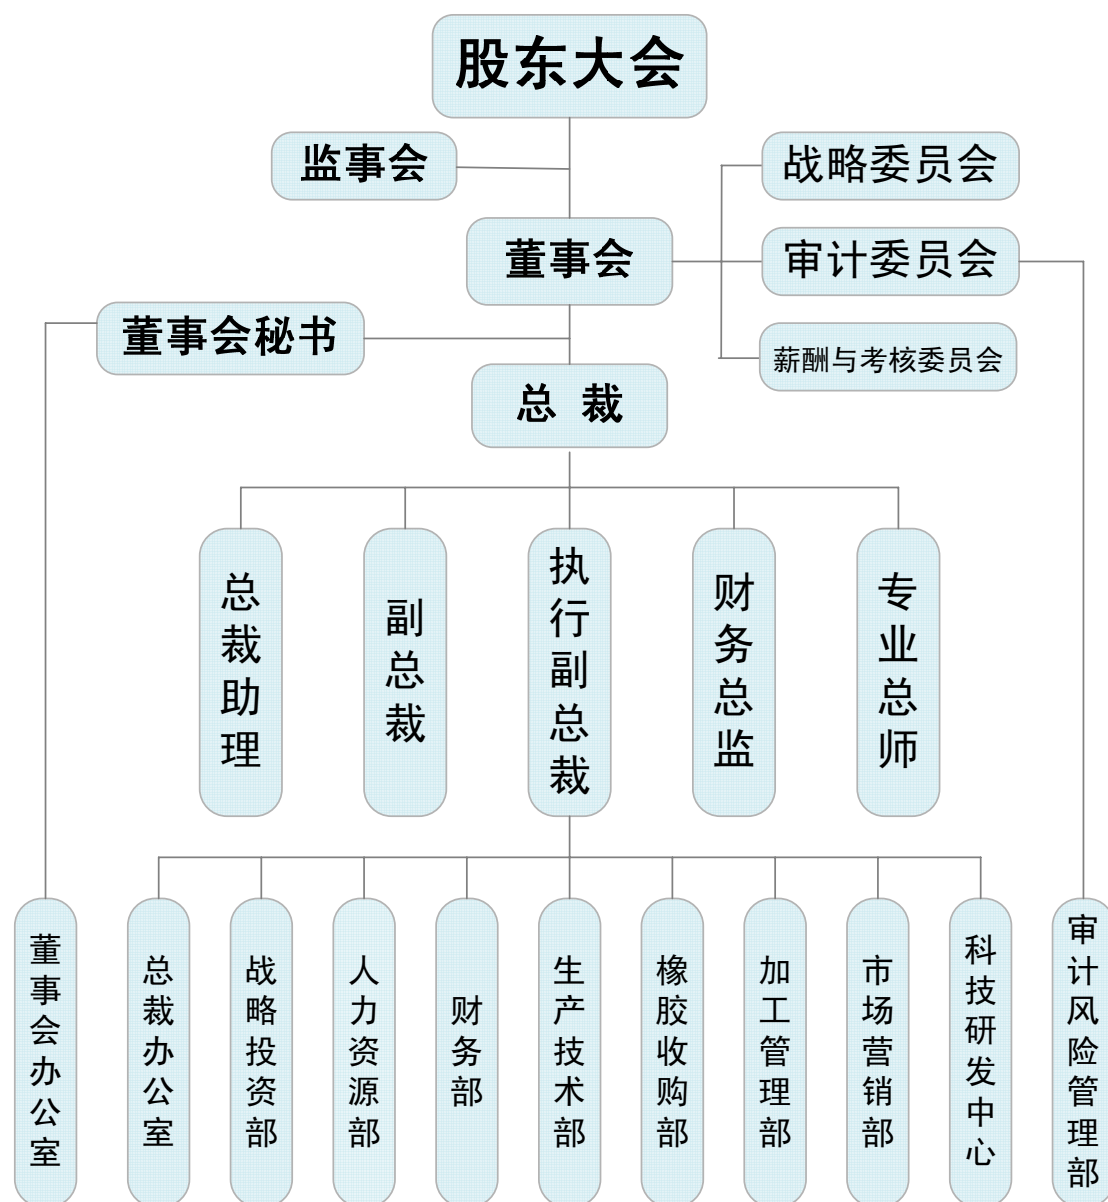 股东大会
监事会
战略委员会
董事会
审计委员会
董事会秘书
薪酬与考核委员会
总 裁
总裁助理
副总裁
执行副总裁
财务总监
专业总师
董事会办公室
总裁办公室
战略投资部
人力资源部
财务部
生产技术部
橡胶收购部
加工管理部
市场营销部
科技研发中心
审计风险管理部